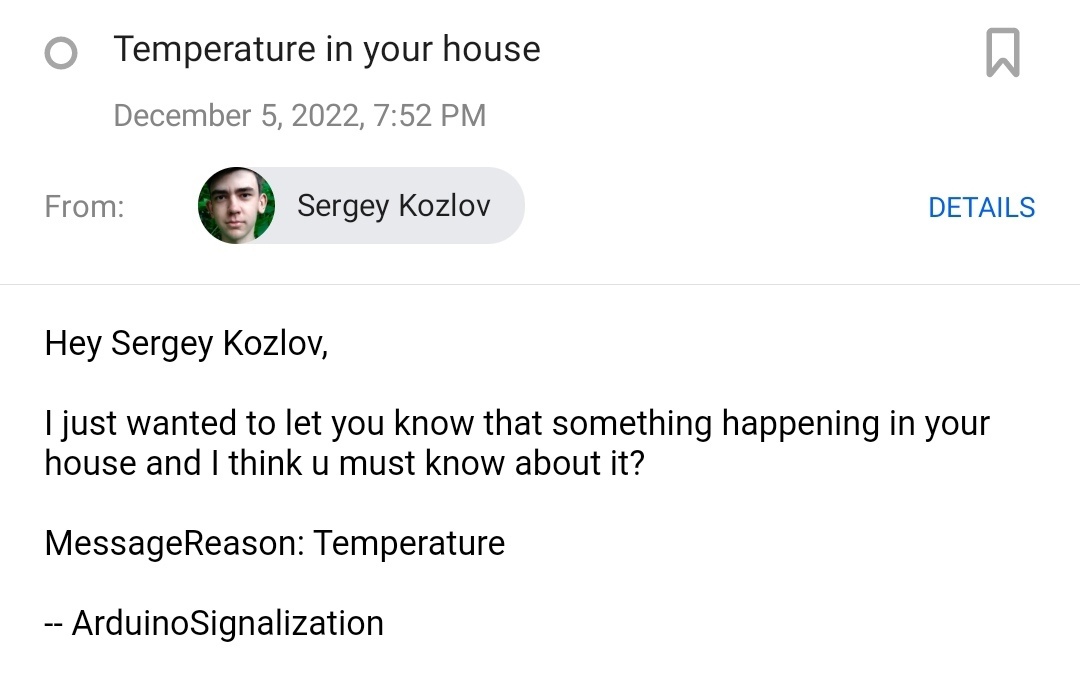 Temperature in your house
December 5, 2022, 7:52 PM
From:
Sergey Kozlov
DETAILS
Hey Sergey Kozlov,
I just wanted to let you know that something happening in your
house and I think u must know about it?
MessageReason: Temperature
-- ArduinoSignalization